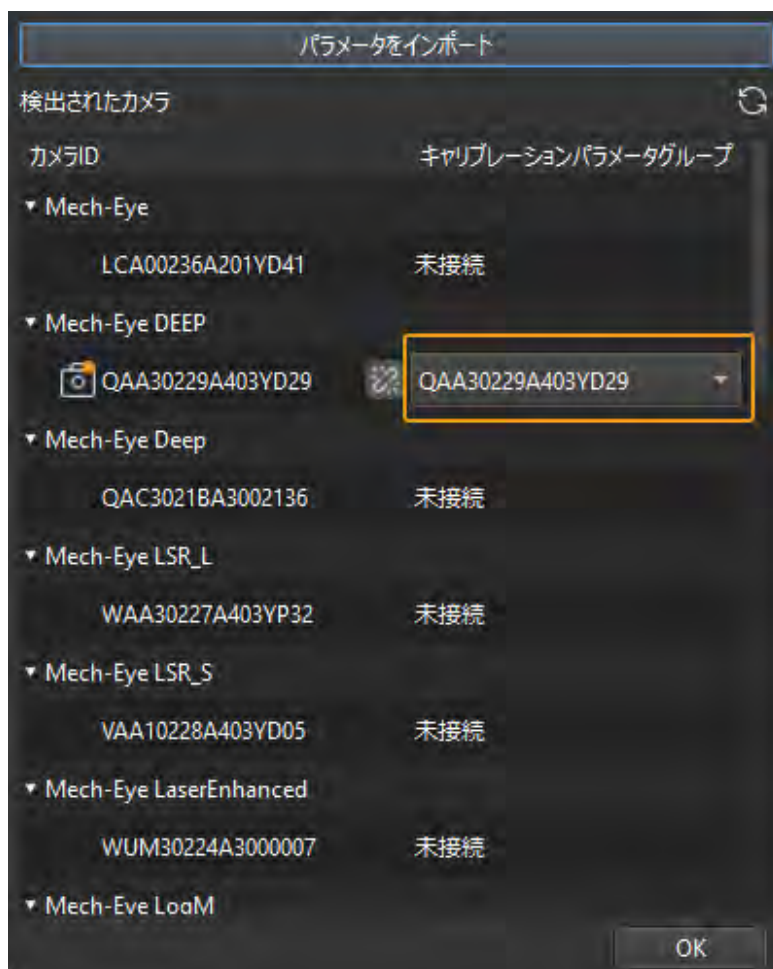 パラメータをインポート
検出されたカメラ
カメラID キャリブレーションパラメータグループ
Mech-Eye
LCA00236A201YD41 未接続
Mech-Eye DEEP
QAA30229A403YD29 QAA30229A403YD29
Mech-Eye Deep
QAC3021BA3002136 未接続
Mech-Eye LSR_L
WAA30227A403YP32 未接続
Mech-Eye LSR_S
VAA10228A403YD05 未接続
Mech-Eye LaserEnhanced
WUM30224A3000007 未接続
Mech-Eye LogM
OK